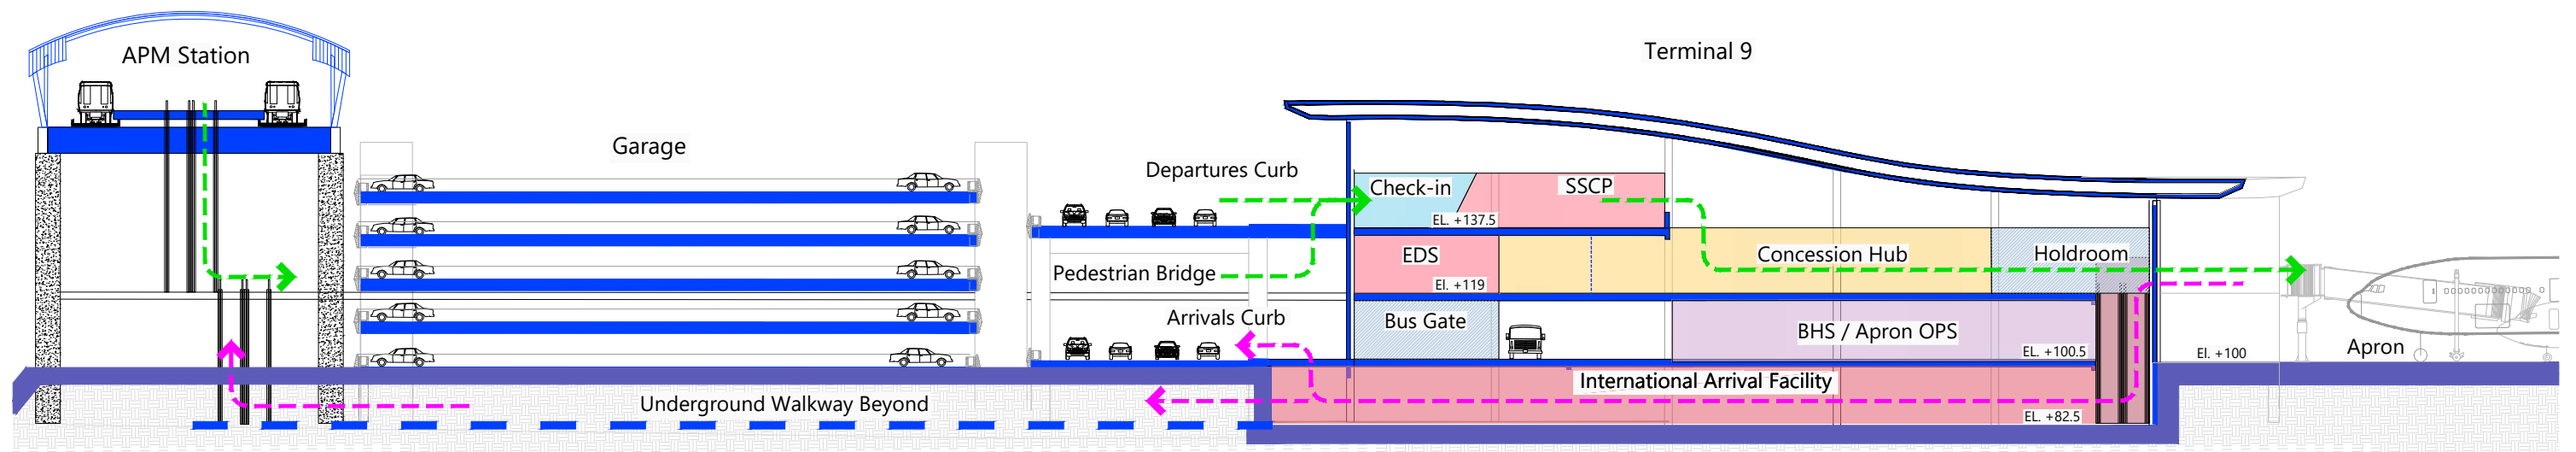 Terminal 9
APM Station
Garage
Departures Curb
Check-in
SSCP
EL. +137.5
EDS
Concession Hub
Holdroom
Pedestrian Bridge
El. +119
Arrivals Curb
Bus Gate
BHS / Apron OPS
EL. +100.5
El. +100
Apron
International Arrival Facility
Underground Walkway Beyond
EL. +82.5